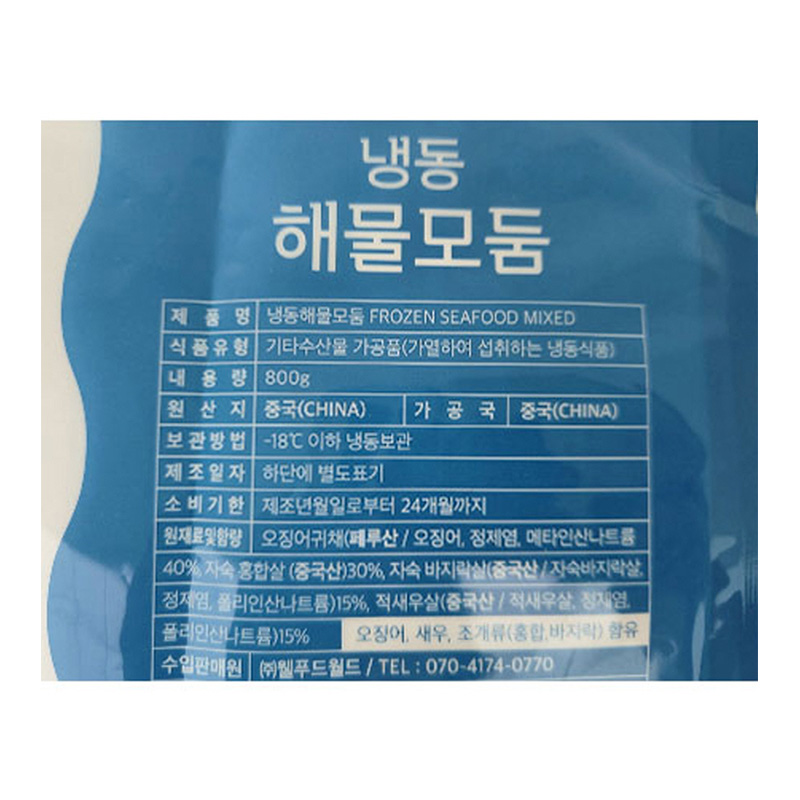 냉동
해물모둠
제 품 명 냉동해물모둠 FROZEN SEAFOOD MIXED
식품유형 기타수산물 가공품(가열하여 섭취하는 냉동식품)
내 용 량 800g
원 산 지 중국(CHINA) 가 공 국 중국(CHINA)
보관방법 -18℃ 이하 냉동보관
제조일자 하단에 별도표기
소비기한 제조년월일로부터 24개월까지
원재료및함량 오징어귀채(페루산 / 오징어, 정제염, 메타인산나트륨
40%, 자숙 홍합살 (중국산)30%, 자숙 바지락살(중국산 / 자숙바지락살,
정제염, 폴리인산나트륨)15%, 적새우살(중국산 / 적새우살, 정제염,
폴리인산나트륨)15% 오징어, 새우, 조개류(홍합,바지락) 함유
수입판매원 ㈜웰푸드월드 / TEL : 070-4174-0770